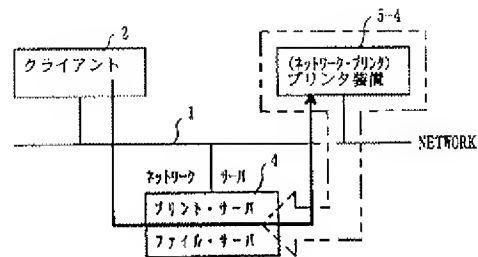 2
5-4
クライアント
(ネットワーク・プリンタ)
プリンタ装置
1
NETWORK
ネットワーク サーバ
4
プリント・サーバ
ファイル・サーバ